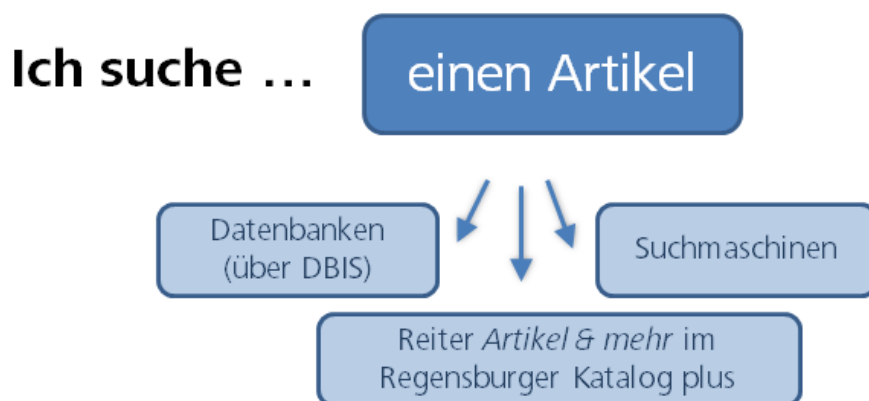 Ich suche …
einen Artikel
Datenbanken
(über DBIS)
Suchmaschinen
Reiter Artikel & mehr im
Regensburger Katalog plus